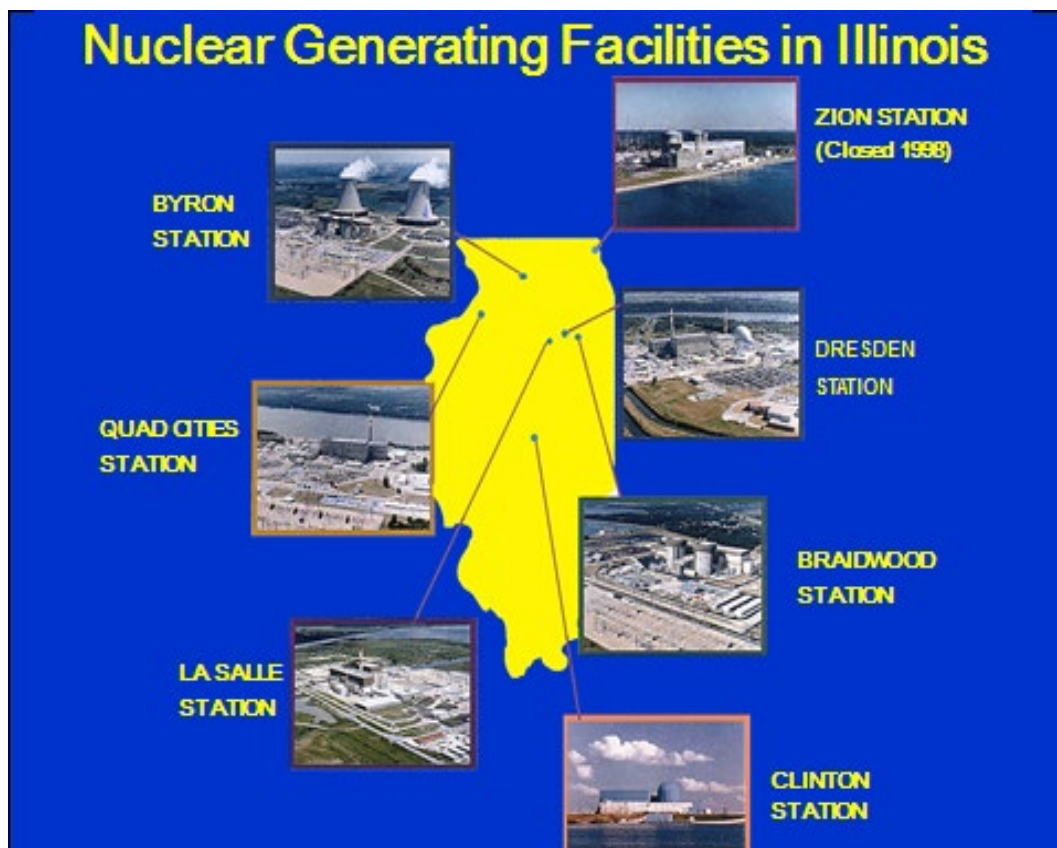 Nuclear Generating Facilities in Illinois
ZION STATION
(Closed 1998)
BYRON
STATION
DRESDEN
STATION
QUAD CITIES
STATION
BRAIDWOOD
STATION
LA SALLE
STATION
CLINTON
STATION